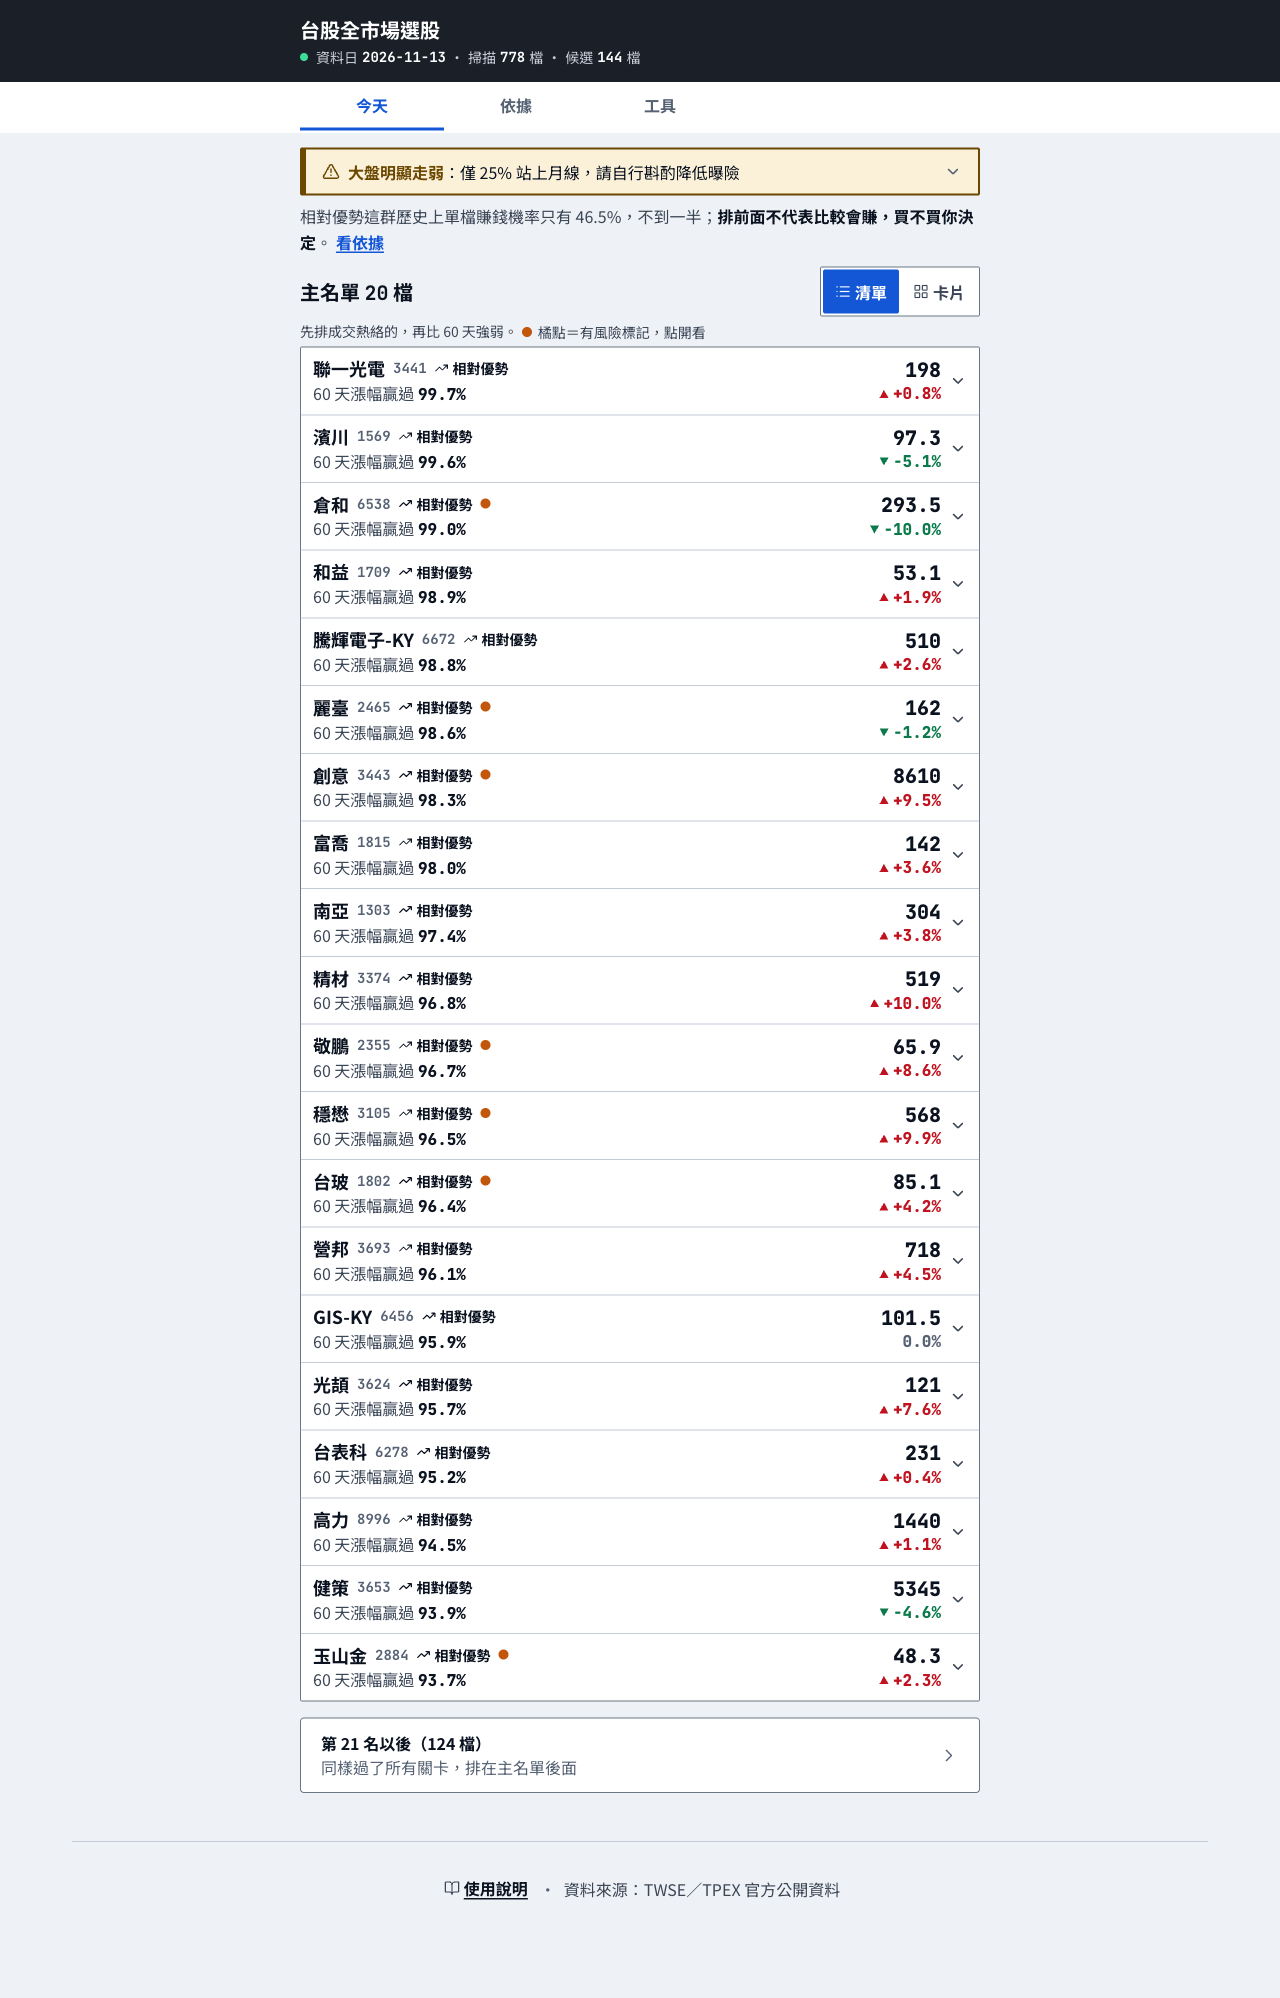 台股全市場選股
資料日 2026-11-13 · 掃描 778 檔 · 候選 144 檔
今天 依據 工具
大盤明顯走弱：僅 25% 站上月線，請自行斟酌降低曝險
相對優勢這群歷史上單檔賺錢機率只有 46.5%，不到一半；排前面不代表比較會賺，買不買你決
定。 看依據
主名單 20 檔 清單 卡片
先排成交熱絡的，再比 60 天強弱。 橘點＝有風險標記，點開看
聯一光電 3441 相對優勢 198
60 天漲幅贏過 99.7% ▲ +0.8%
濱川 1569 相對優勢 97.3
60 天漲幅贏過 99.6% ▼ -5.1%
倉和 6538 相對優勢 293.5
60 天漲幅贏過 99.0% ▼ -10.0%
和益 1709 相對優勢 53.1
60 天漲幅贏過 98.9% ▲ +1.9%
騰輝電子-KY 6672 相對優勢 510
60 天漲幅贏過 98.8% ▲ +2.6%
麗臺 2465 相對優勢 162
60 天漲幅贏過 98.6% ▼ -1.2%
創意 3443 相對優勢 8610
60 天漲幅贏過 98.3% ▲ +9.5%
富喬 1815 相對優勢 142
60 天漲幅贏過 98.0% ▲ +3.6%
南亞 1303 相對優勢 304
60 天漲幅贏過 97.4% ▲ +3.8%
精材 3374 相對優勢 519
60 天漲幅贏過 96.8% ▲ +10.0%
敬鵬 2355 相對優勢 65.9
60 天漲幅贏過 96.7% ▲ +8.6%
穩懋 3105 相對優勢 568
60 天漲幅贏過 96.5% ▲ +9.9%
台玻 1802 相對優勢 85.1
60 天漲幅贏過 96.4% ▲ +4.2%
營邦 3693 相對優勢 718
60 天漲幅贏過 96.1% ▲ +4.5%
GIS-KY 6456 相對優勢 101.5
60 天漲幅贏過 95.9% 0.0%
光頡 3624 相對優勢 121
60 天漲幅贏過 95.7% ▲ +7.6%
台表科 6278 相對優勢 231
60 天漲幅贏過 95.2% ▲ +0.4%
高力 8996 相對優勢 1440
60 天漲幅贏過 94.5% ▲ +1.1%
健策 3653 相對優勢 5345
60 天漲幅贏過 93.9% ▼ -4.6%
玉山金 2884 相對優勢 48.3
60 天漲幅贏過 93.7% ▲ +2.3%
第 21 名以後（124 檔）
同樣過了所有關卡，排在主名單後面
使用說明 · 資料來源：TWSE／TPEX 官方公開資料